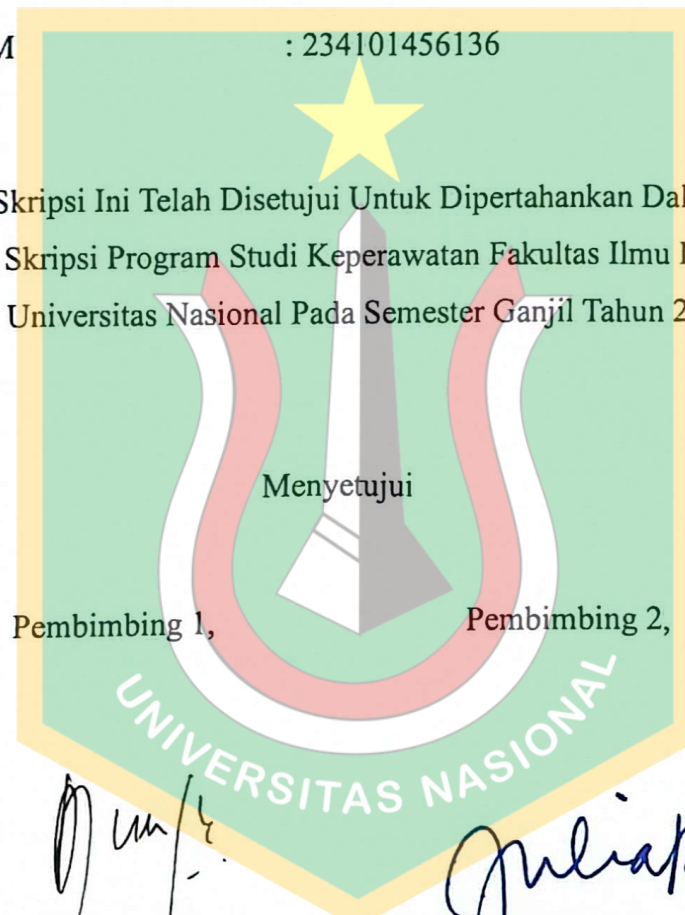 M : 234101456136
Skripsi Ini Telah Disetujui Untuk Dipertahankan Dal
Skripsi Program Studi Keperawatan Fakultas Ilmu
Universitas Nasional Pada Semester Ganjil Tahun 2
Menyetujui
Pembimbing 1, Pembimbing 2,
UNIVERSITAS NASIONAL